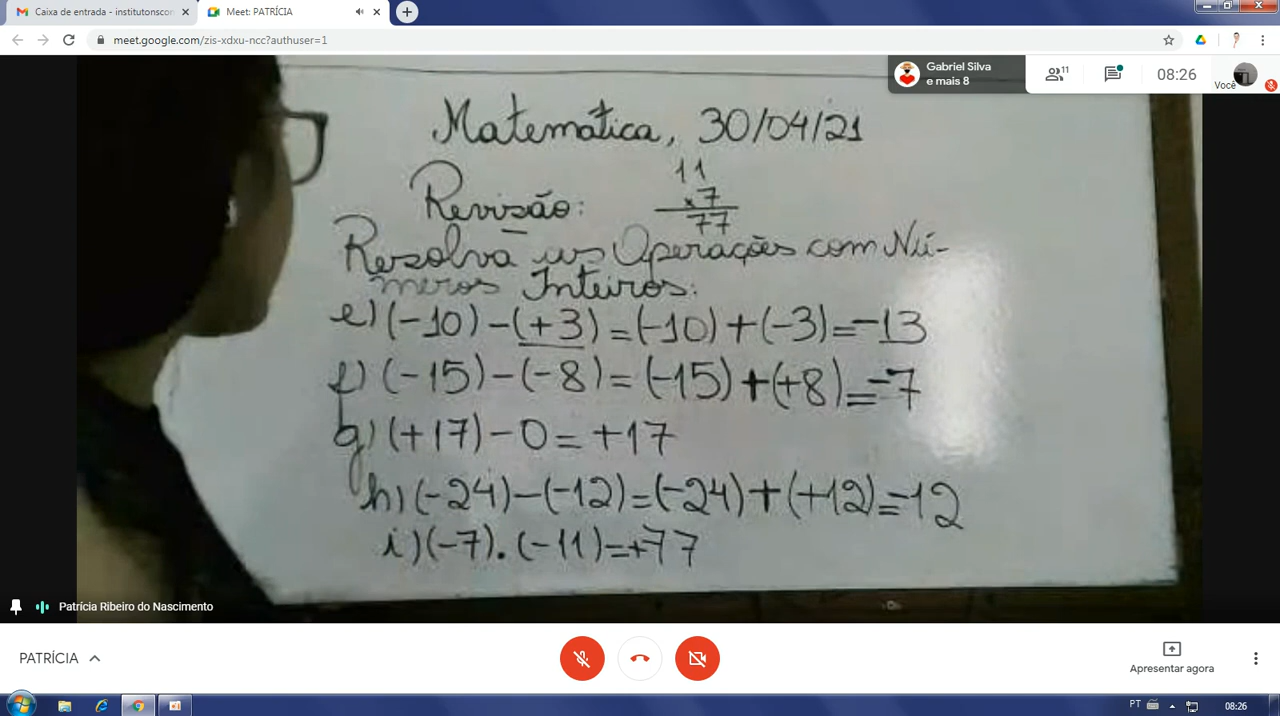 Caixa de entrada - institutonscon
Meet: PATRÍCIA
meet.google.com/zis-xdxu-ncc?authuser=1
Gabriel Silva
e mais 8
11
08:26
Você
Matemática, 30/04/21
11
Revisão: x7
77
Resolva as Operações com Nú-
meros Inteiros:
e) (-10) - (+3) = (-10) + (-3) = -13
f) (-15) - (-8) = (-15) + (+8) = -7
g) (+17) - 0 = +17
h) (-24) - (-12) = (-24) + (+12) = -12
i) (-7) . (-11) = +77
Patrícia Ribeiro do Nascimento
PATRÍCIA
Apresentar agora
PT
08:26